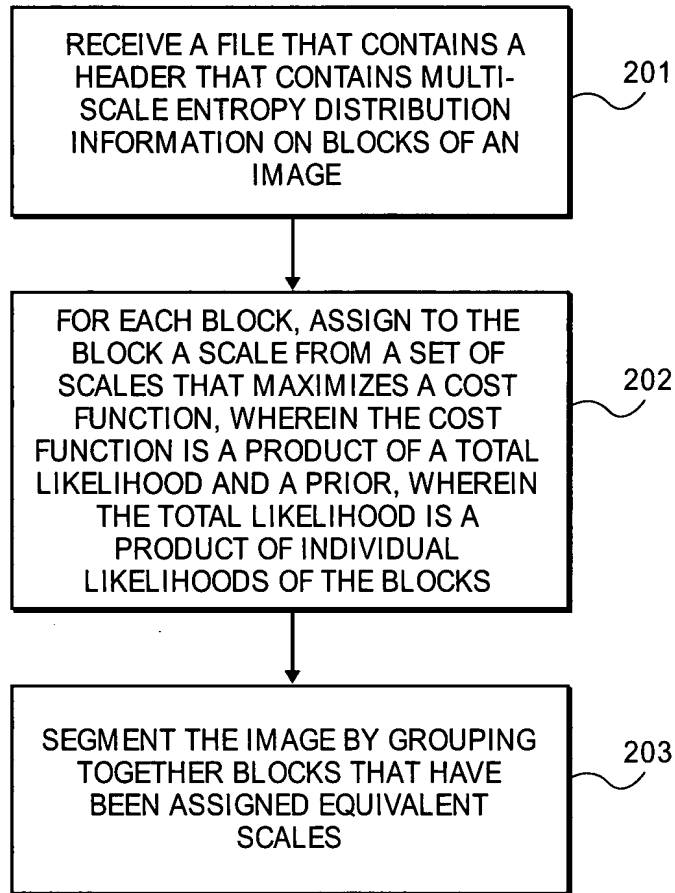 RECEIVE A FILE THAT CONTAINS A
HEADER THAT CONTAINS MULTI-
SCALE ENTROPY DISTRIBUTION
INFORMATION ON BLOCKS OF AN
IMAGE
201
FOR EACH BLOCK, ASSIGN TO THE
BLOCK A SCALE FROM A SET OF
SCALES THAT MAXIMIZES A COST
FUNCTION, WHEREIN THE COST
FUNCTION IS A PRODUCT OF A TOTAL
LIKELIHOOD AND A PRIOR, WHEREIN
THE TOTAL LIKELIHOOD IS A
PRODUCT OF INDIVIDUAL
LIKELIHOODS OF THE BLOCKS
202
SEGMENT THE IMAGE BY GROUPING
TOGETHER BLOCKS THAT HAVE
BEEN ASSIGNED EQUIVALENT
SCALES
203